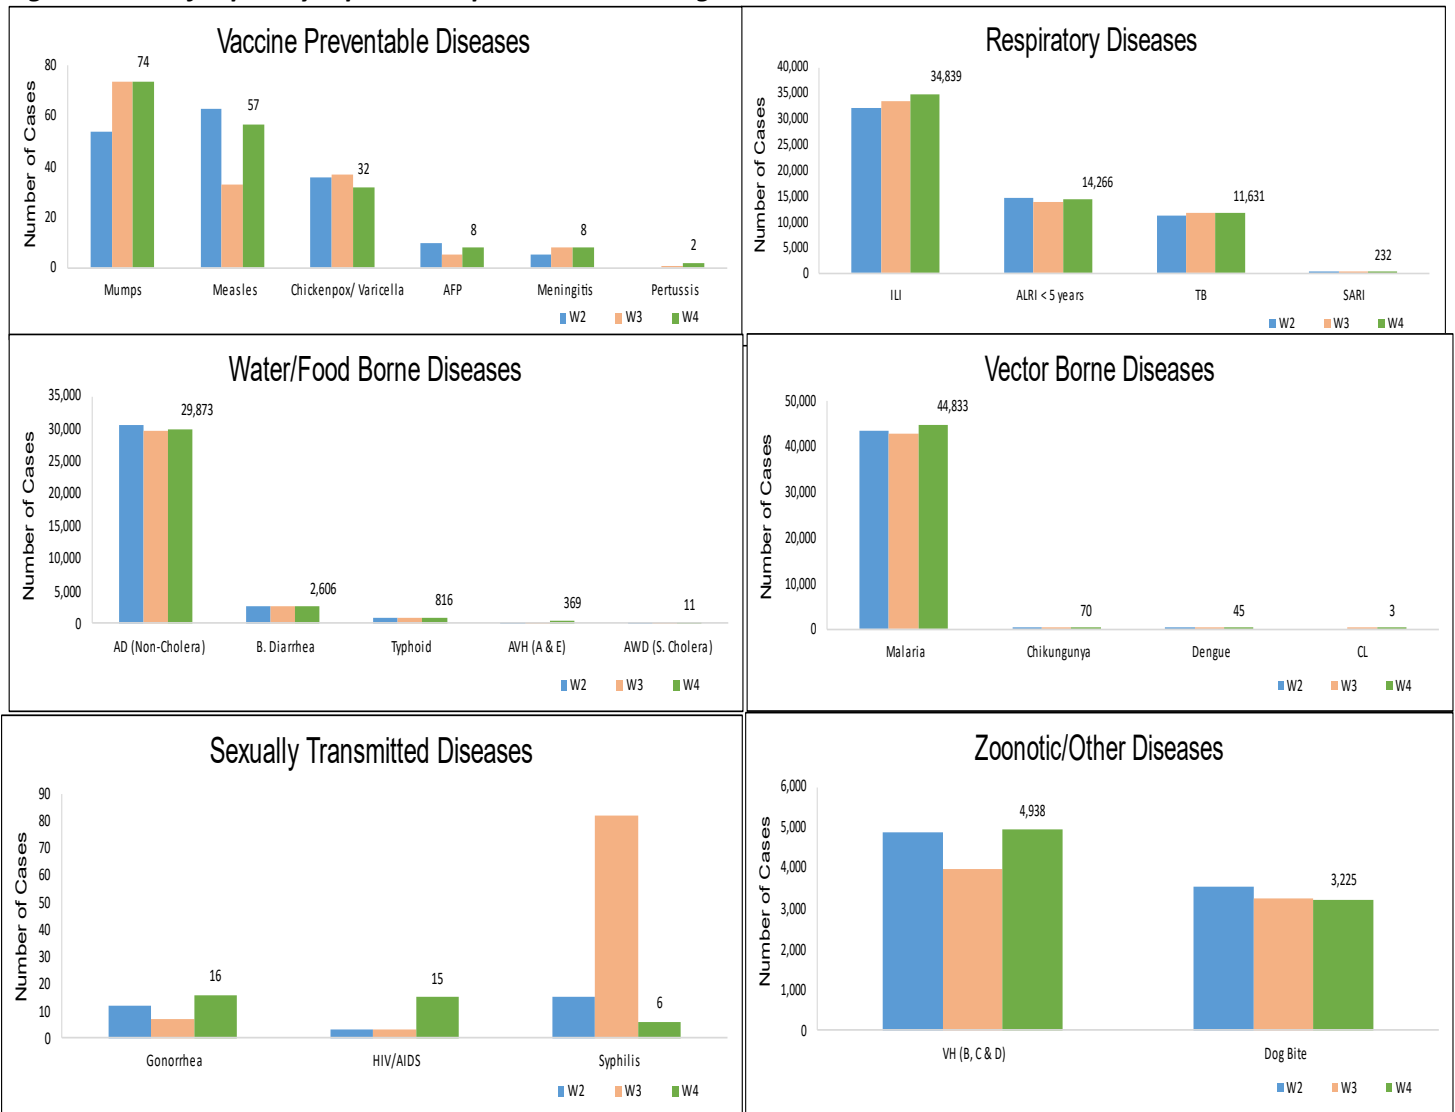 Vaccine Preventable Diseases
Number of Cases
80
60
40
20
0
74
57
32
8
8
2
Mumps
Measles
Chickenpox/ Varicella
AFP
Meningitis
Pertussis
W2 W3 W4
Respiratory Diseases
Number of Cases
40,000
35,000
30,000
25,000
20,000
15,000
10,000
5,000
0
34,839
14,266
11,631
232
ILI
ALRI < 5 years
TB
SARI
W2 W3 W4
Water/Food Borne Diseases
Number of Cases
35,000
30,000
25,000
20,000
15,000
10,000
5,000
0
29,873
2,606
816
369
11
AD (Non-Cholera)
B. Diarrhea
Typhoid
AVH (A & E)
AWD (S. Cholera)
W2 W3 W4
Vector Borne Diseases
Number of Cases
50,000
40,000
30,000
20,000
10,000
0
44,833
70
45
3
Malaria
Chikungunya
Dengue
CL
W2 W3 W4
Sexually Transmitted Diseases
Number of Cases
90
80
70
60
50
40
30
20
10
0
16
15
6
Gonorrhea
HIV/AIDS
Syphilis
W2 W3 W4
Zoonotic/Other Diseases
Number of Cases
6,000
5,000
4,000
3,000
2,000
1,000
0
4,938
3,225
VH (B, C & D)
Dog Bite
W2 W3 W4